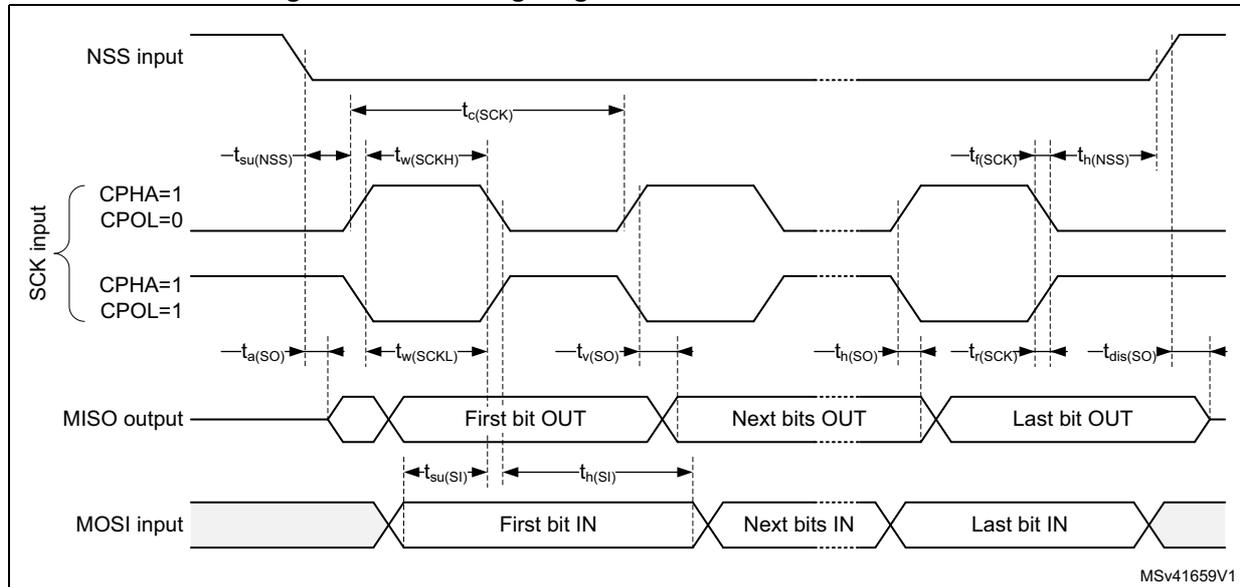 NSS input
tc(SCK)
tsu(NSS) tw(SCKH) tf(SCK) th(NSS)
SCK input
CPHA=1
CPOL=0
CPHA=1
CPOL=1
ta(SO) tw(SCKL) tv(SO) th(SO) tr(SCK) tdis(SO)
MISO output First bit OUT Next bits OUT Last bit OUT
tsu(SI) th(SI)
MOSI input First bit IN Next bits IN Last bit IN
MSv41659V1